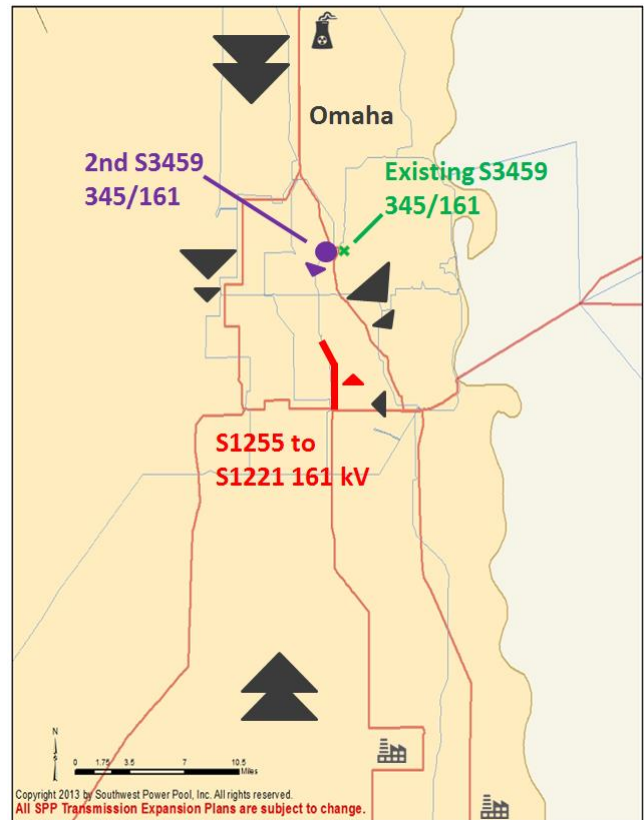 Omaha
2nd S3459
345/161
Existing S3459
345/161
S1255 to
S1221 161 kV
N
0 1.75 3.5 7 10.5
Miles
Copyright 2013 by Southwest Power Pool, Inc. All rights reserved.
All SPP Transmission Expansion Plans are subject to change.